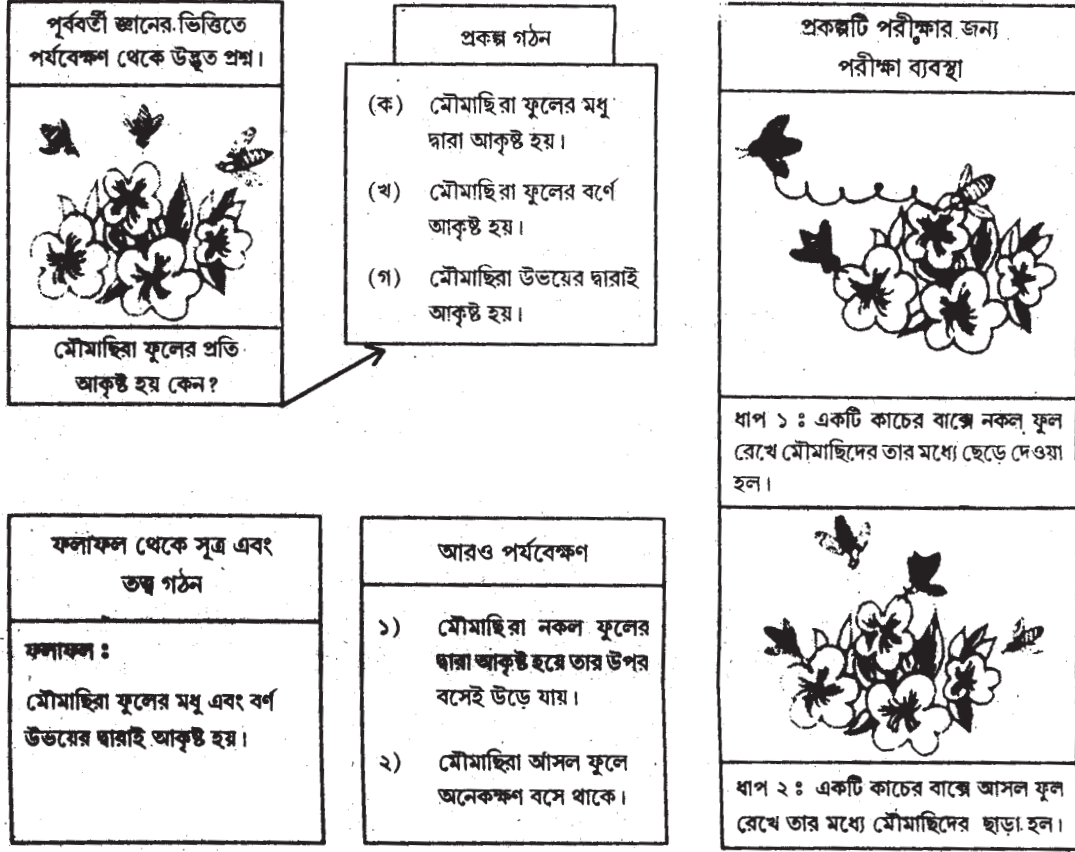 পূর্ববর্তী জ্ঞানের ভিত্তিতে
পর্যবেক্ষণ থেকে উদ্ভূত প্রশ্ন।
মৌমাছিরা ফুলের প্রতি
আকৃষ্ট হয় কেন?
প্রকল্প গঠন
(ক) মৌমাছিরা ফুলের মধু
দ্বারা আকৃষ্ট হয়।
(খ) মৌমাছিরা ফুলের বর্ণে
আকৃষ্ট হয়।
(গ) মৌমাছিরা উভয়ের দ্বারাই
আকৃষ্ট হয়।
প্রকল্পটি পরীক্ষার জন্য
পরীক্ষা ব্যবস্থা
ধাপ ১ঃ একটি কাচের বাক্সে নকল ফুল
রেখে মৌমাছিদের তার মধ্যে ছেড়ে দেওয়া
হল।
ধাপ ২ঃ একটি কাচের বাক্সে আসল ফুল
রেখে তার মধ্যে মৌমাছিদের ছাড়া হল।
আরও পর্যবেক্ষণ
১) মৌমাছিরা নকল ফুলের
দ্বারা আকৃষ্ট হয়ে তার উপর
বসেই উড়ে যায়।
২) মৌমাছিরা আসল ফুলে
অনেকক্ষণ বসে থাকে।
ফলাফল থেকে সূত্র এবং
তত্ত্ব গঠন
ফলাফল ঃ
মৌমাছিরা ফুলের মধু এবং বর্ণ
উভয়ের দ্বারাই আকৃষ্ট হয়।